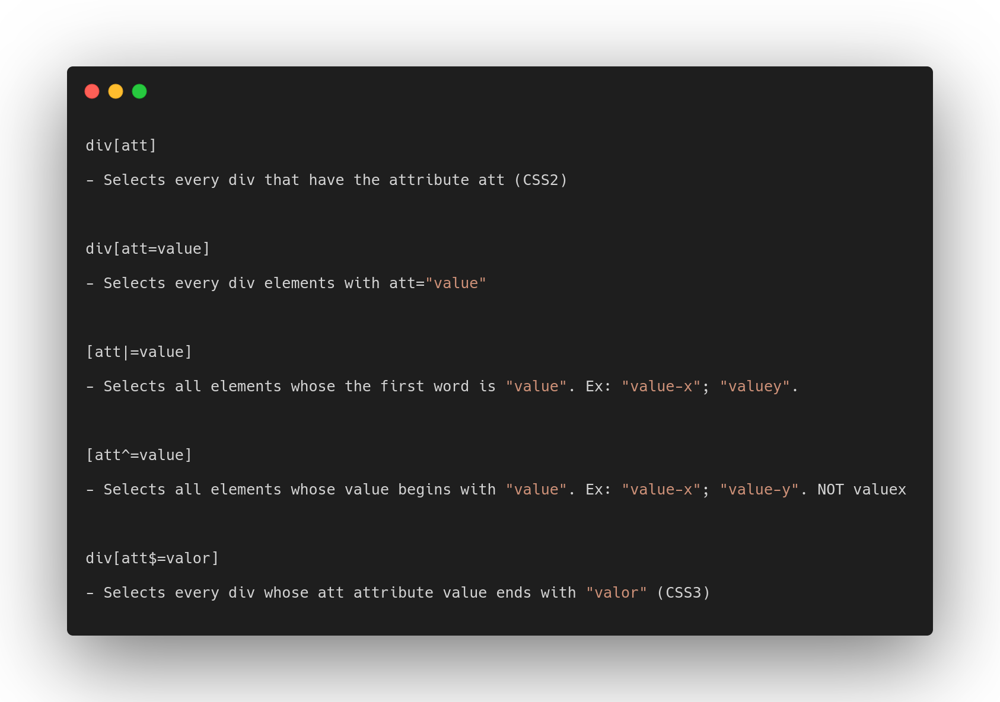 div[att]
- Selects every div that have the attribute att (CSS2)
div[att=value]
- Selects every div elements with att="value"
[att|=value]
- Selects all elements whose the first word is "value". Ex: "value-x"; "valuey".
[att^=value]
- Selects all elements whose value begins with "value". Ex: "value-x"; "value-y". NOT valuex
div[att$=valor]
- Selects every div whose att attribute value ends with "valor" (CSS3)